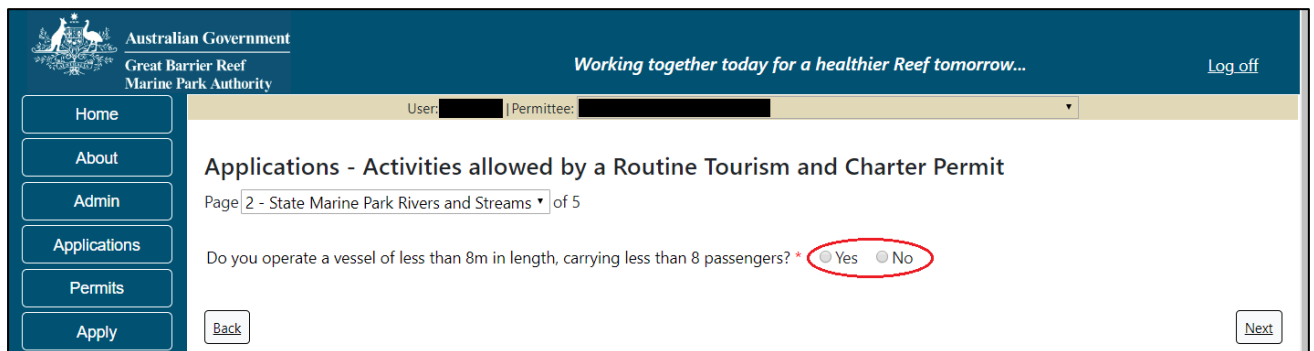 Australian Government
Great Barrier Reef
Marine Park Authority
Working together today for a healthier Reef tomorrow...
Log off
User: | Permittee:
Home
About
Admin
Applications
Permits
Apply
Applications - Activities allowed by a Routine Tourism and Charter Permit
Page 2 - State Marine Park Rivers and Streams of 5
Do you operate a vessel of less than 8m in length, carrying less than 8 passengers? * Yes No
Back
Next